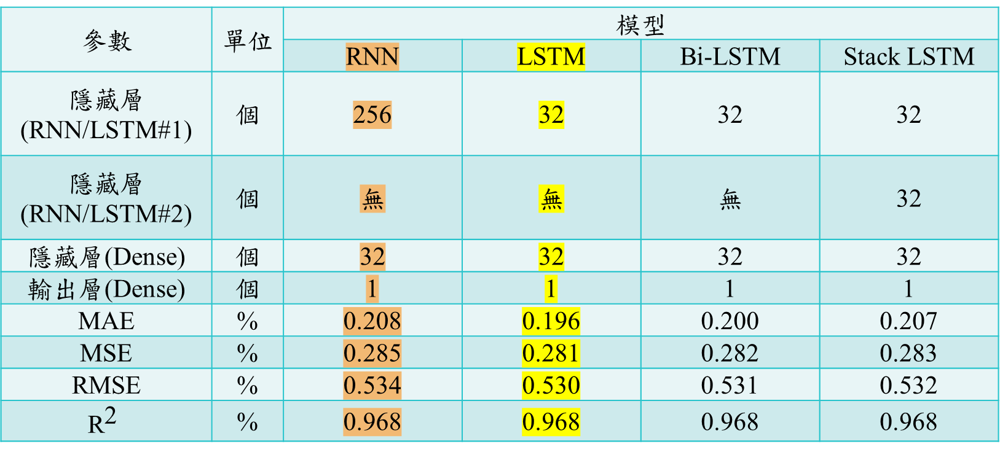 參數 單位 模型
RNN LSTM Bi-LSTM Stack LSTM
隱藏層
(RNN/LSTM#1) 個 256 32 32 32
隱藏層
(RNN/LSTM#2) 個 無 無 無 32
隱藏層(Dense) 個 32 32 32 32
輸出層(Dense) 個 1 1 1 1
MAE % 0.208 0.196 0.200 0.207
MSE % 0.285 0.281 0.282 0.283
RMSE % 0.534 0.530 0.531 0.532
R2 % 0.968 0.968 0.968 0.968